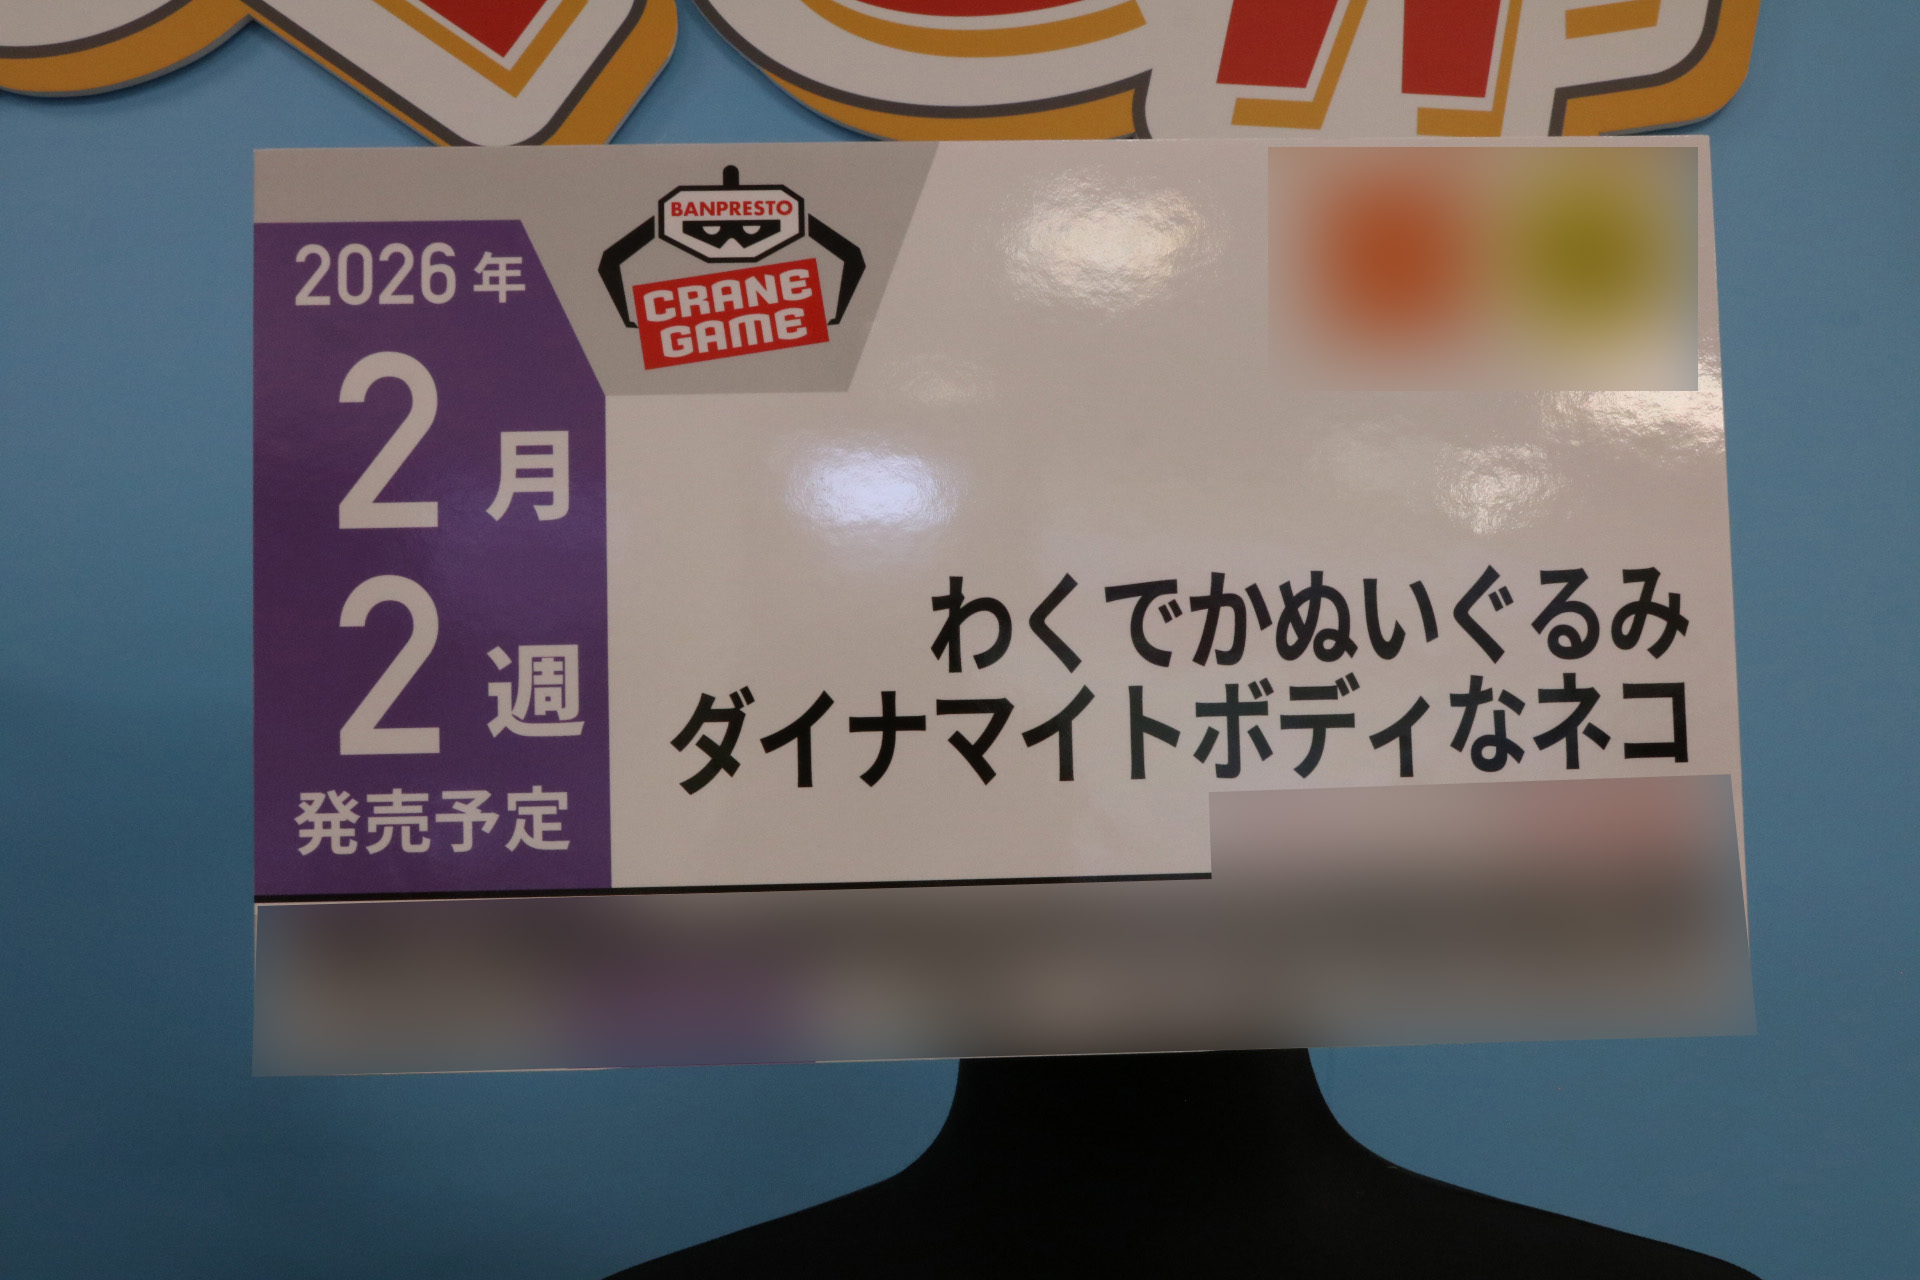 BANPRESTO
CRANE
GAME
2026年
2月
2週
発売予定
わくでかぬいぐるみ
ダイナマイトボディなネコ